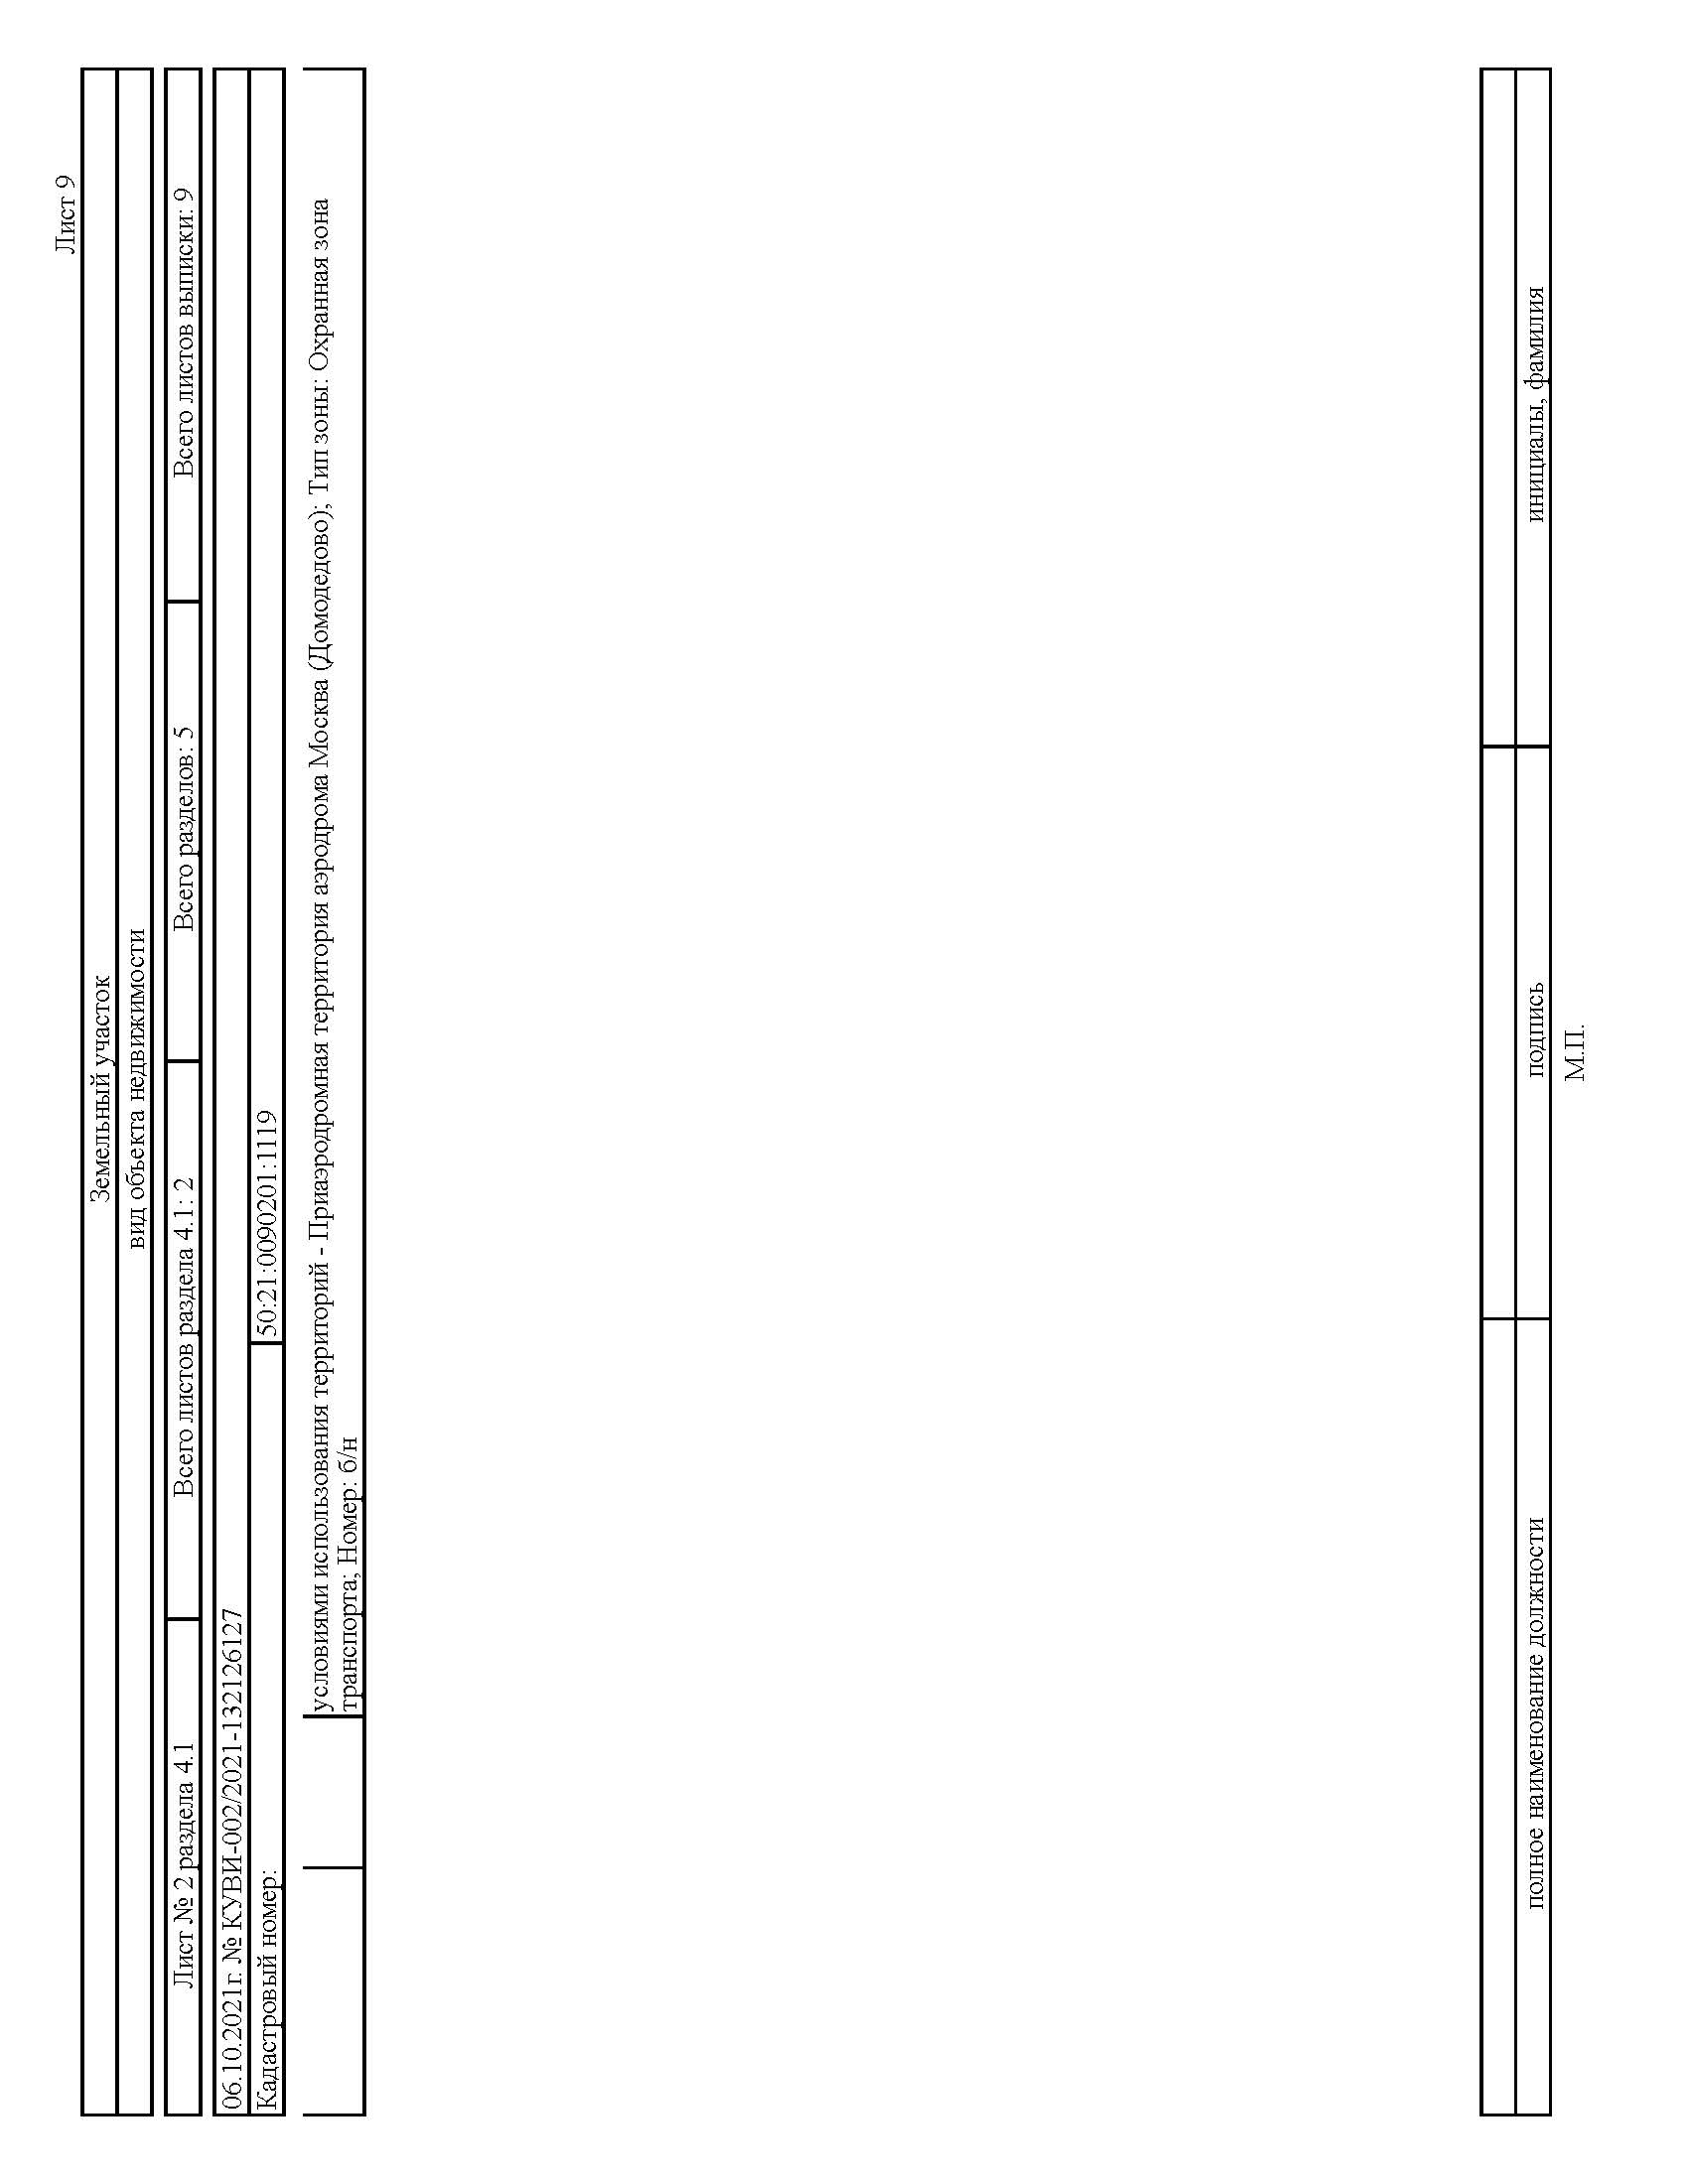 Лист 9
Земельный участок
вид объекта недвижимости
Лист № 2 раздела 4.1 Всего листов раздела 4.1: 2 Всего разделов: 5 Всего листов выписки: 9
06.10.2021г. № КУВИ-002/2021-132126127
Кадастровый номер: 50:21:0090201:1119
условиями использования территорий - Приаэродромная территория аэродрома Москва (Домодедово); Тип зоны: Охранная зона
транспорта; Номер: б/н
полное наименование должности подпись инициалы, фамилия
М.П.